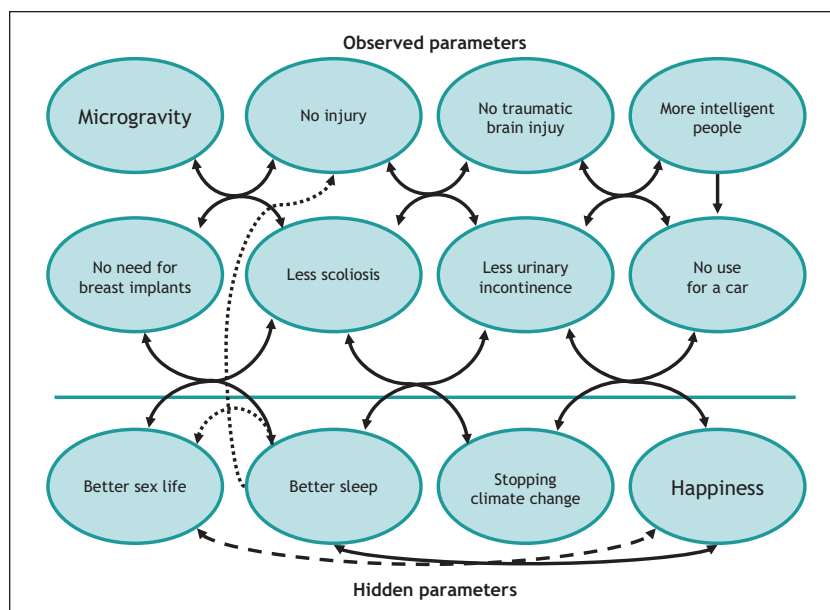 Observed parameters
Microgravity
No injury
No traumatic
brain injuy
More intelligent
people
No need for
breast implants
Less scoliosis
Less urinary
incontinence
No use
for a car
Better sex life
Better sleep
Stopping
climate change
Happiness
Hidden parameters